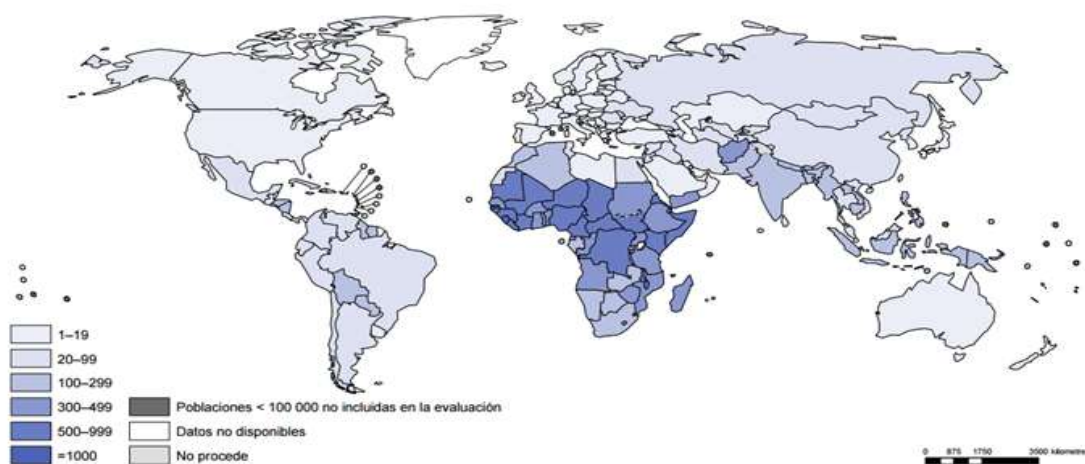 1–19
20–99
100–299
300–499
500–999
=1000
Poblaciones < 100 000 no incluidas en la evaluación
Datos no disponibles
No procede
0 875 1750 3500 kilometre